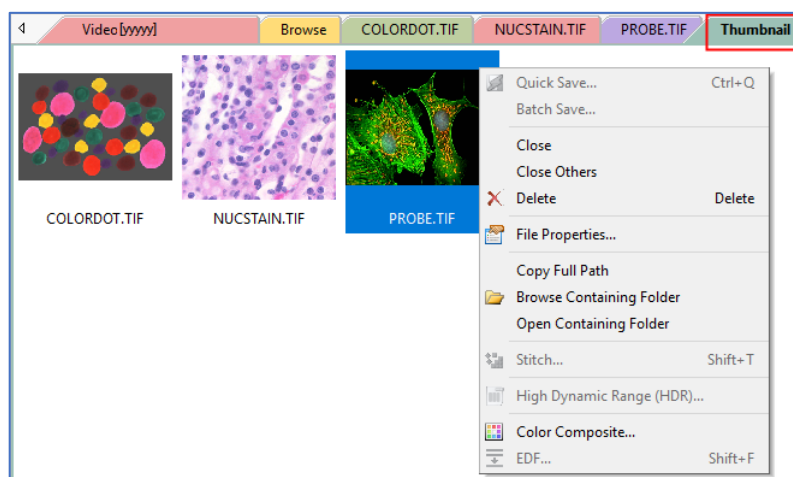 Video [yyyyy] Browse COLORDOT.TIF NUCSTAIN.TIF PROBE.TIF Thumbnail
COLORDOT.TIF NUCSTAIN.TIF PROBE.TIF
Quick Save... Ctrl+Q
Batch Save...
Close
Close Others
Delete Delete
File Properties...
Copy Full Path
Browse Containing Folder
Open Containing Folder
Stitch... Shift+T
High Dynamic Range (HDR)...
Color Composite...
EDF... Shift+F